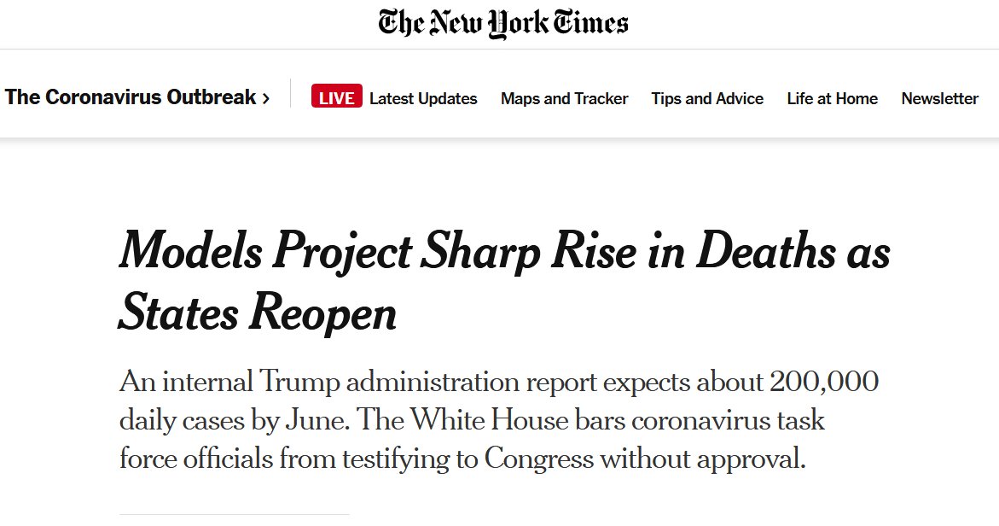 The New York Times
The Coronavirus Outbreak › LIVE Latest Updates Maps and Tracker Tips and Advice Life at Home Newsletter
Models Project Sharp Rise in Deaths as
States Reopen
An internal Trump administration report expects about 200,000
daily cases by June. The White House bars coronavirus task
force officials from testifying to Congress without approval.